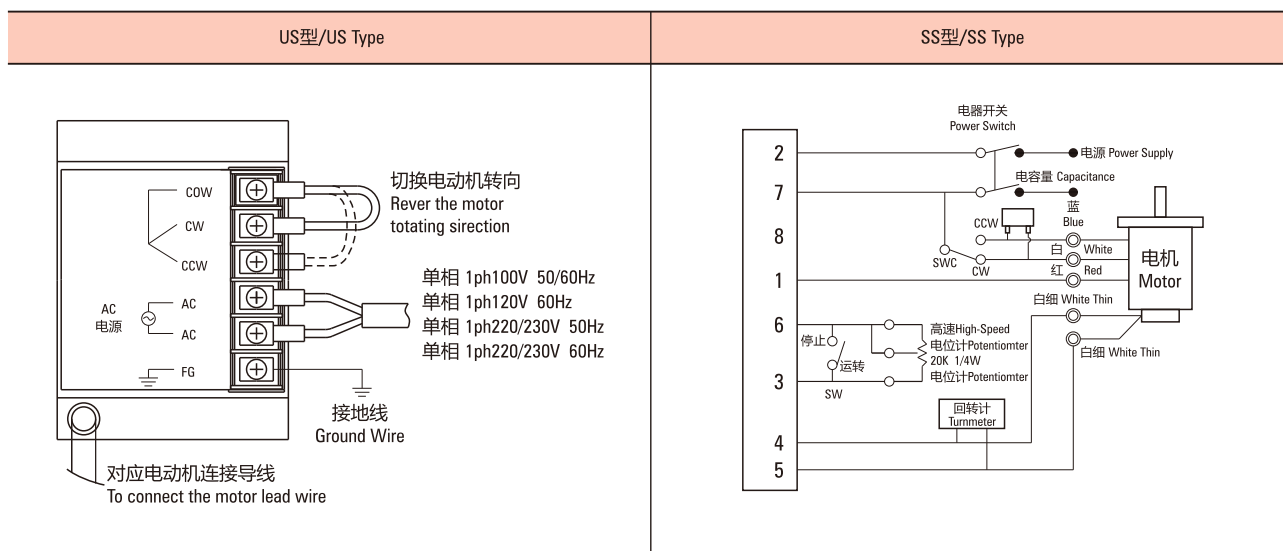 US型/US Type
SS型/SS Type
COW
CW
CCW
AC
电源
AC
AC
FG
切换电动机转向
Rever the motor
totating sirection
单相 1ph100V 50/60Hz
单相 1ph120V 60Hz
单相 1ph220/230V 50Hz
单相 1ph220/230V 60Hz
接地线
Ground Wire
对应电动机连接导线
To connect the motor lead wire
2
7
8
1
6
3
4
5
电器开关
Power Switch
电源 Power Supply
电容量 Capacitance
蓝
Blue
CCW
白 White
SWC
CW
红 Red
电机
Motor
白细 White Thin
白细 White Thin
停止
运转
SW
高速High-Speed
电位计Potentiomter
20K 1/4W
电位计Potentiomter
回转计
Turnmeter